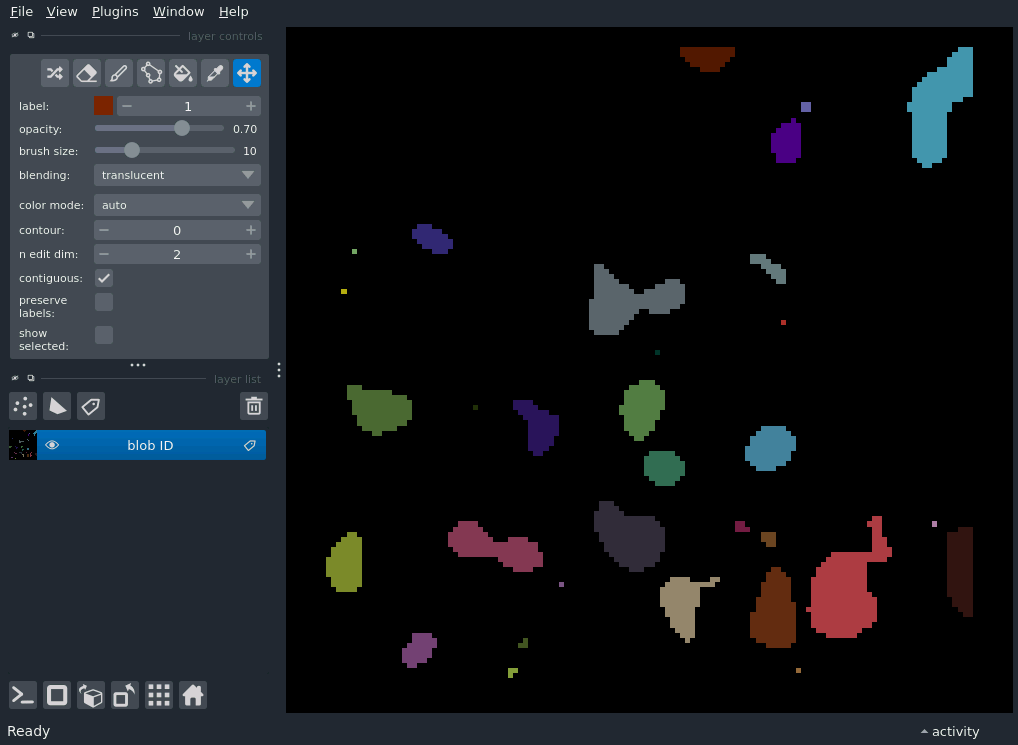 File View Plugins Window Help
layer controls
label: 1
opacity: 0.70
brush size: 10
blending: translucent
color mode: auto
contour: 0
n edit dim: 2
contiguous:
preserve
labels:
show
selected:
layer list
blob ID
Ready
activity